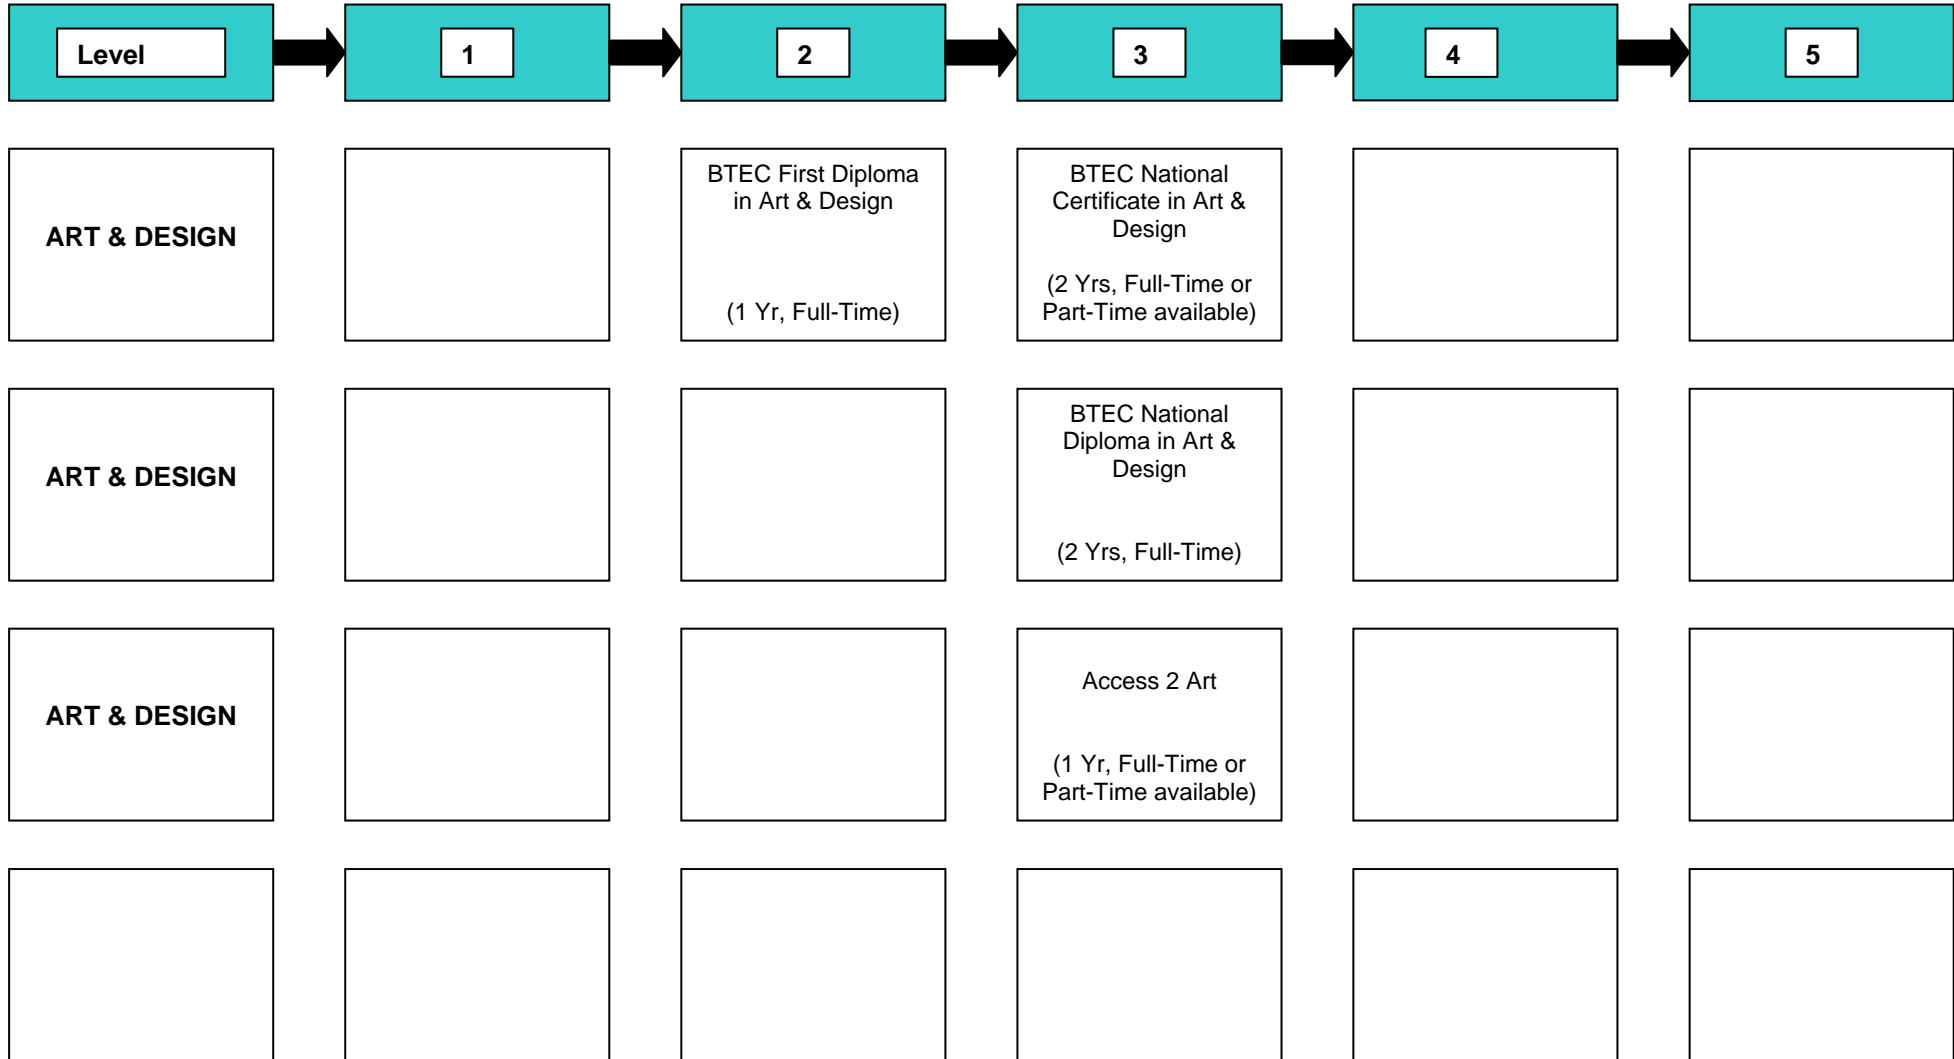 Level 1 2 3 4 5
ART & DESIGN
BTEC First Diploma
in Art & Design
(1 Yr, Full-Time)
BTEC National
Certificate in Art &
Design
(2 Yrs, Full-Time or
Part-Time available)
ART & DESIGN
BTEC National
Diploma in Art &
Design
(2 Yrs, Full-Time)
ART & DESIGN
Access 2 Art
(1 Yr, Full-Time or
Part-Time available)